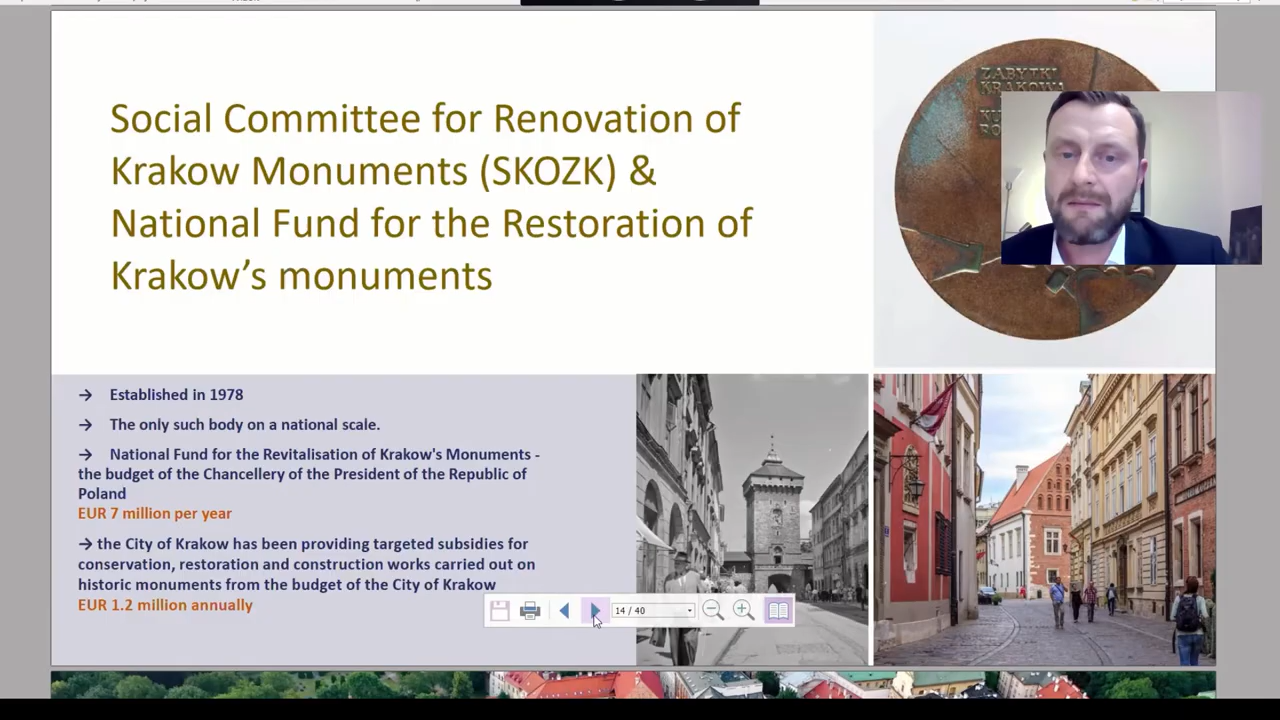 Social Committee for Renovation of
Krakow Monuments (SKOZK) &
National Fund for the Restoration of
Krakow's monuments
ZABYTKI
KRAKOWA
→ Established in 1978
→ The only such body on a national scale.
→ National Fund for the Revitalisation of Krakow's Monuments -
the budget of the Chancellery of the President of the Republic of
Poland
EUR 7 million per year
→ the City of Krakow has been providing targeted subsidies for
conservation, restoration and construction works carried out on
historic monuments from the budget of the City of Krakow
EUR 1.2 million annually
14 / 40